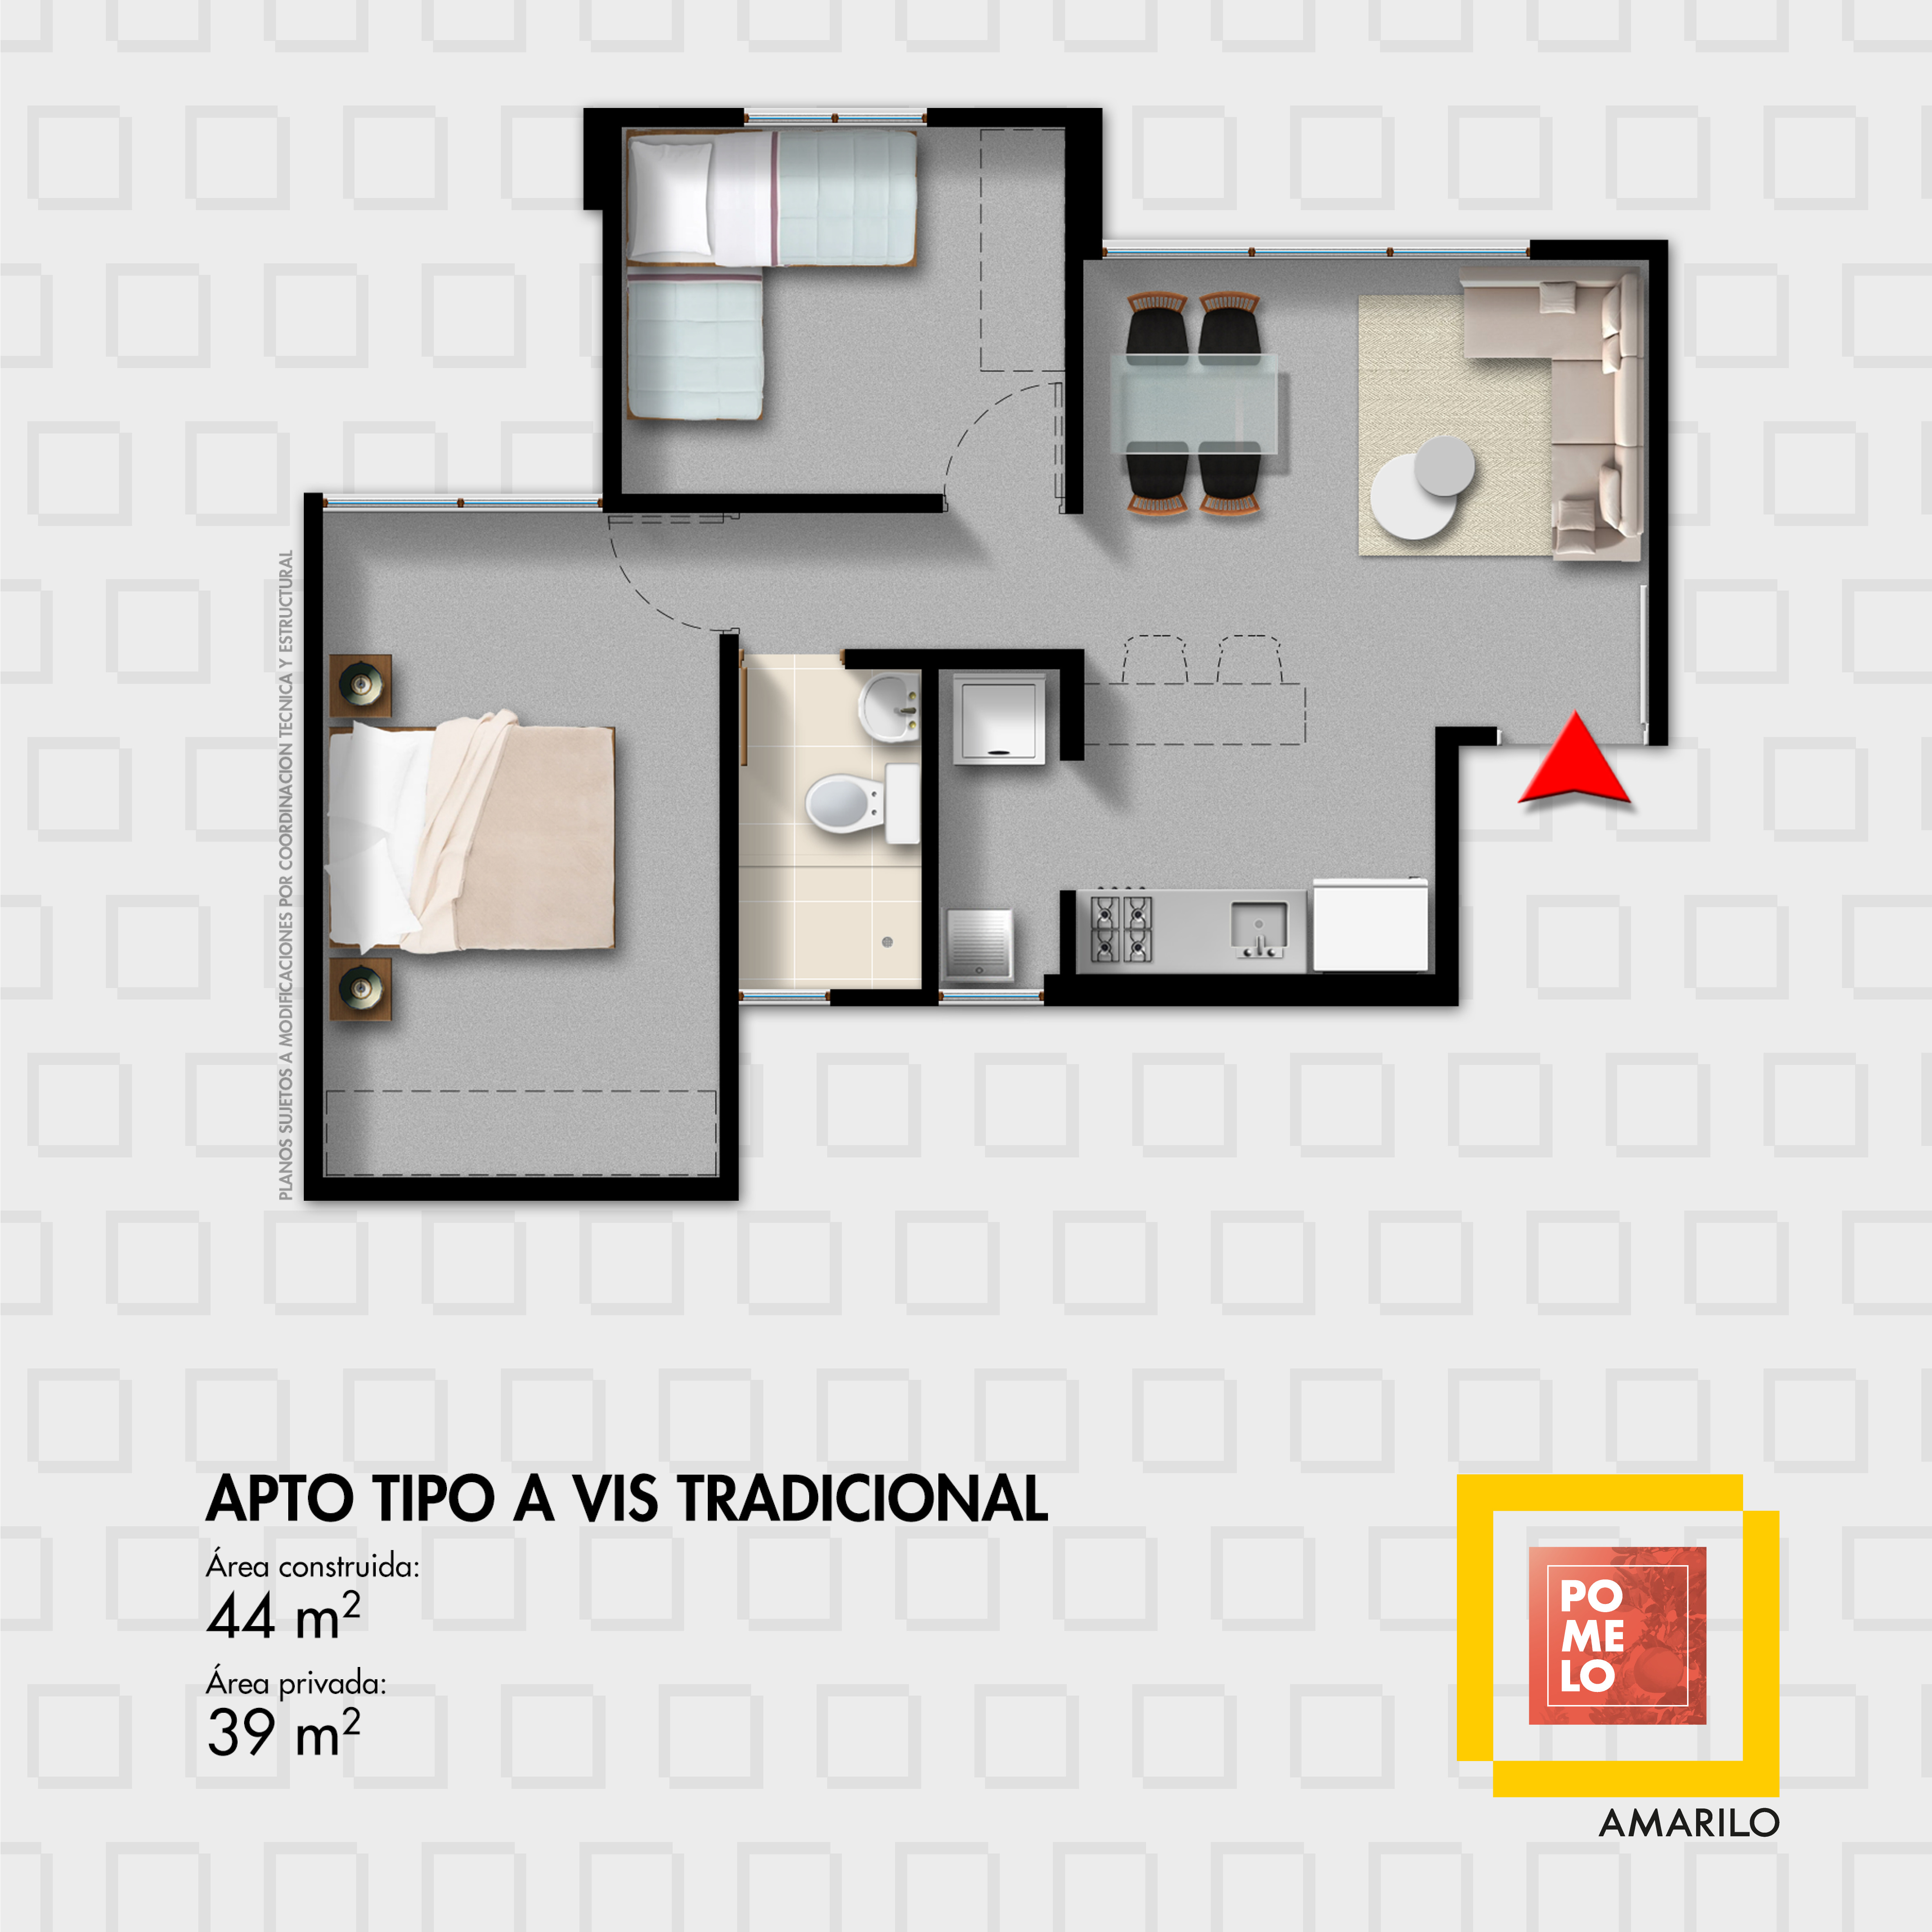 PLANOS SUJETOS A MODIFICACIONES POR COORDINACION TECNICA Y ESTRUCTURAL
APTO TIPO A VIS TRADICIONAL
Área construida:
44 m²
Área privada:
39 m²
PO
ME
LO
AMARILO